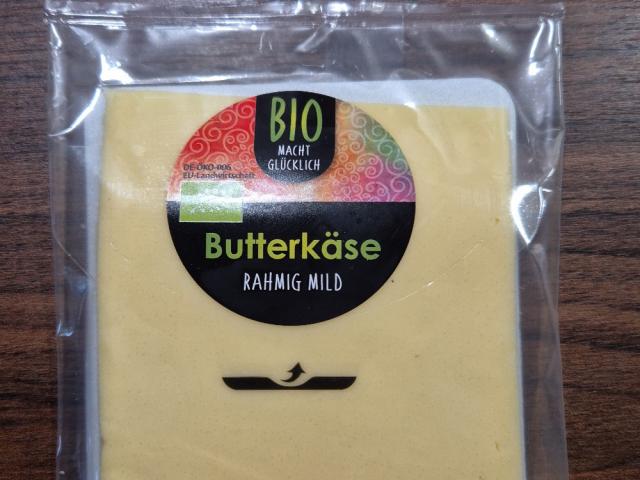 BIO
MACHT
GLÜCKLICH
DE-ÖKO-006
EU-Landwirtschaft
Butterkäse
RAHMIG MILD